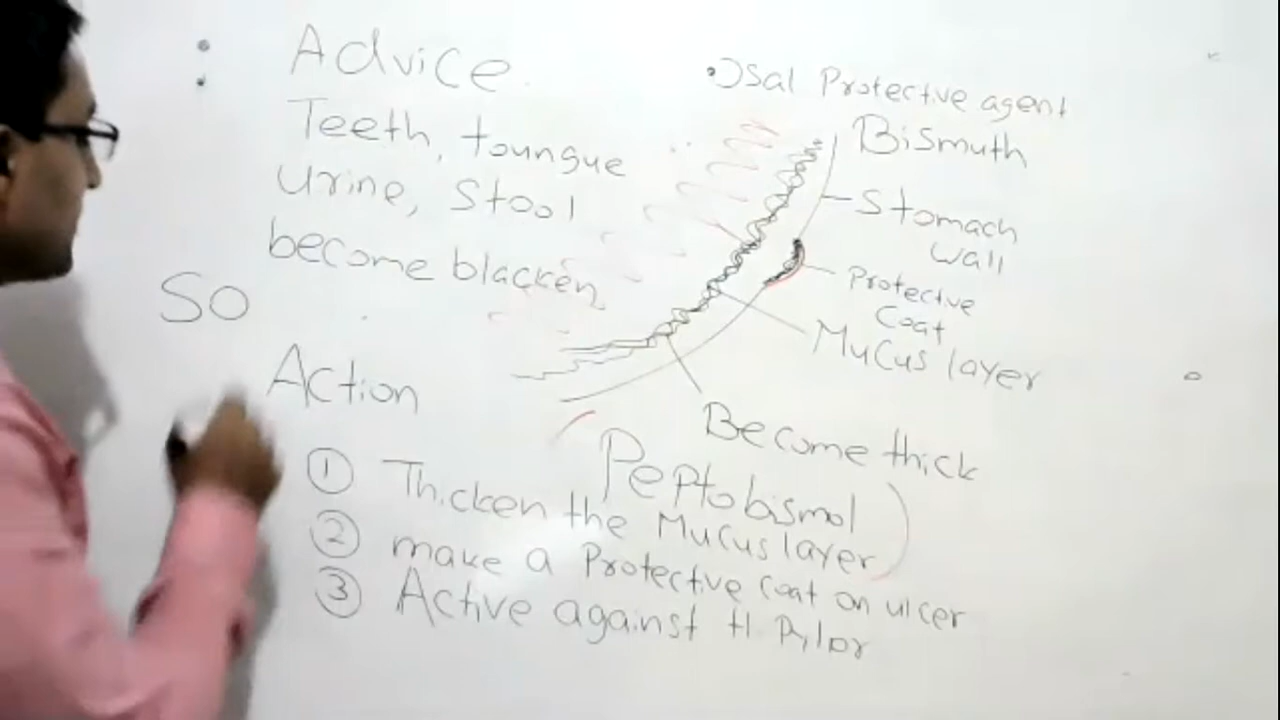 Advice
Teeth, toungue
Urine, Stool
become blacken
So
Action
① Thicken the Mucus layer
② make a Protective Coat on ulcer
③ Active against H. Pylor
Protective agent
Bismuth
Stomach
wall
Protective
Coat
Mucus layer
Become thick
Peptobismol